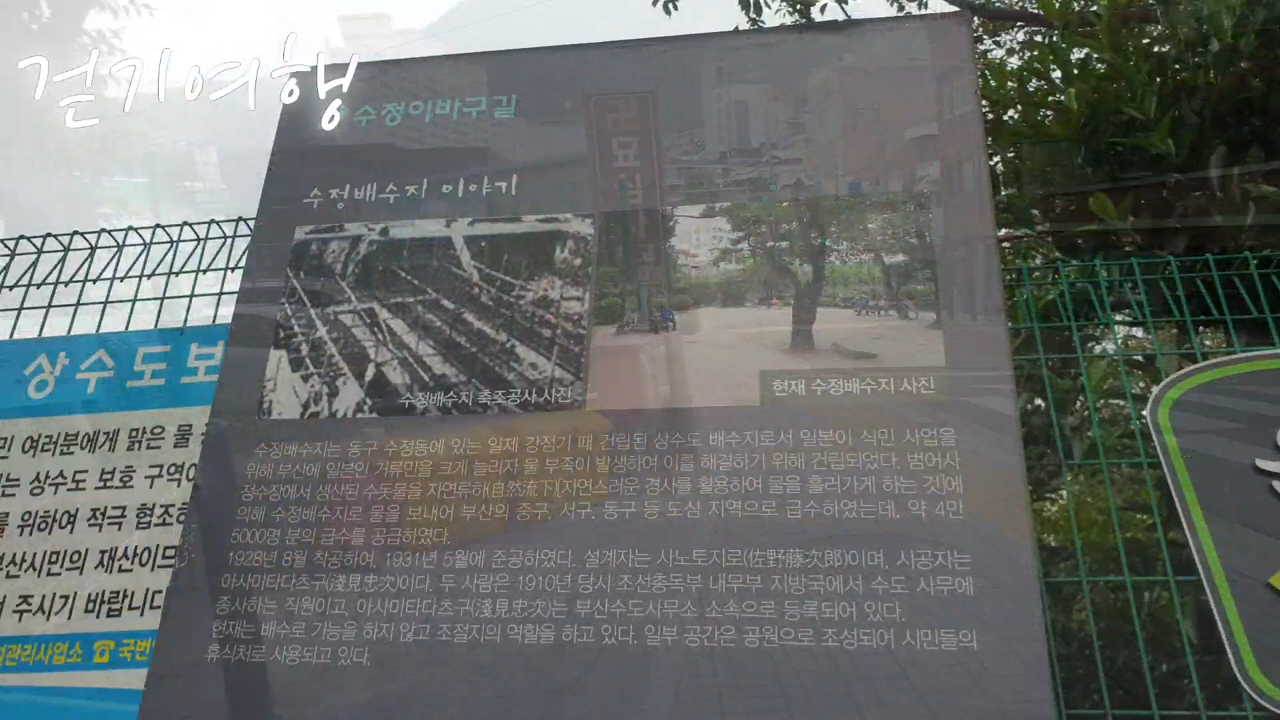 걷기여행
수정이바구길
수정배수지 이야기
수정배수지 축조공사 사진
현재 수정배수지 사진
수정배수지는 동구 수정동에 있는 일제 강점기 때 건립된 상수도 배수지로서 일본이 식민 사업을
위해 부산에 일본인 거류민을 크게 늘리자 물 부족이 발생하여 이를 해결하기 위해 건립되었다. 범어사
정수장에서 생산된 수돗물을 자연류하(自然流下)[자연스러운 경사를 활용하여 물을 흘러가게 하는 것]에
의해 수정배수지로 물을 보내어 부산의 중구, 서구, 동구 등 도심 지역으로 급수하였는데, 약 4만
5000명 분의 급수를 공급하였다.
1928년 8월 착공하여, 1931년 5월에 준공하였다. 설계자는 사노토지로(佐野藤次郎)이며, 시공자는
아사미타다츠구(淺見忠次)이다. 두 사람은 1910년 당시 조선총독부 내무부 지방국에서 수도 사무에
종사하는 직원이고, 아사미타다츠구(淺見忠次)는 부산수도사무소 소속으로 등록되어 있다.
현재는 배수로 기능을 하지 않고 조절지의 역할을 하고 있다. 일부 공간은 공원으로 조성되어 시민들의
휴식처로 사용되고 있다.
상수도보
민 여러분에게 맑은 물
는 상수도 보호 구역
를 위하여 적극 협조하
부산시민의 재산이므
주시기 바랍니다
관리사업소 ☎국번